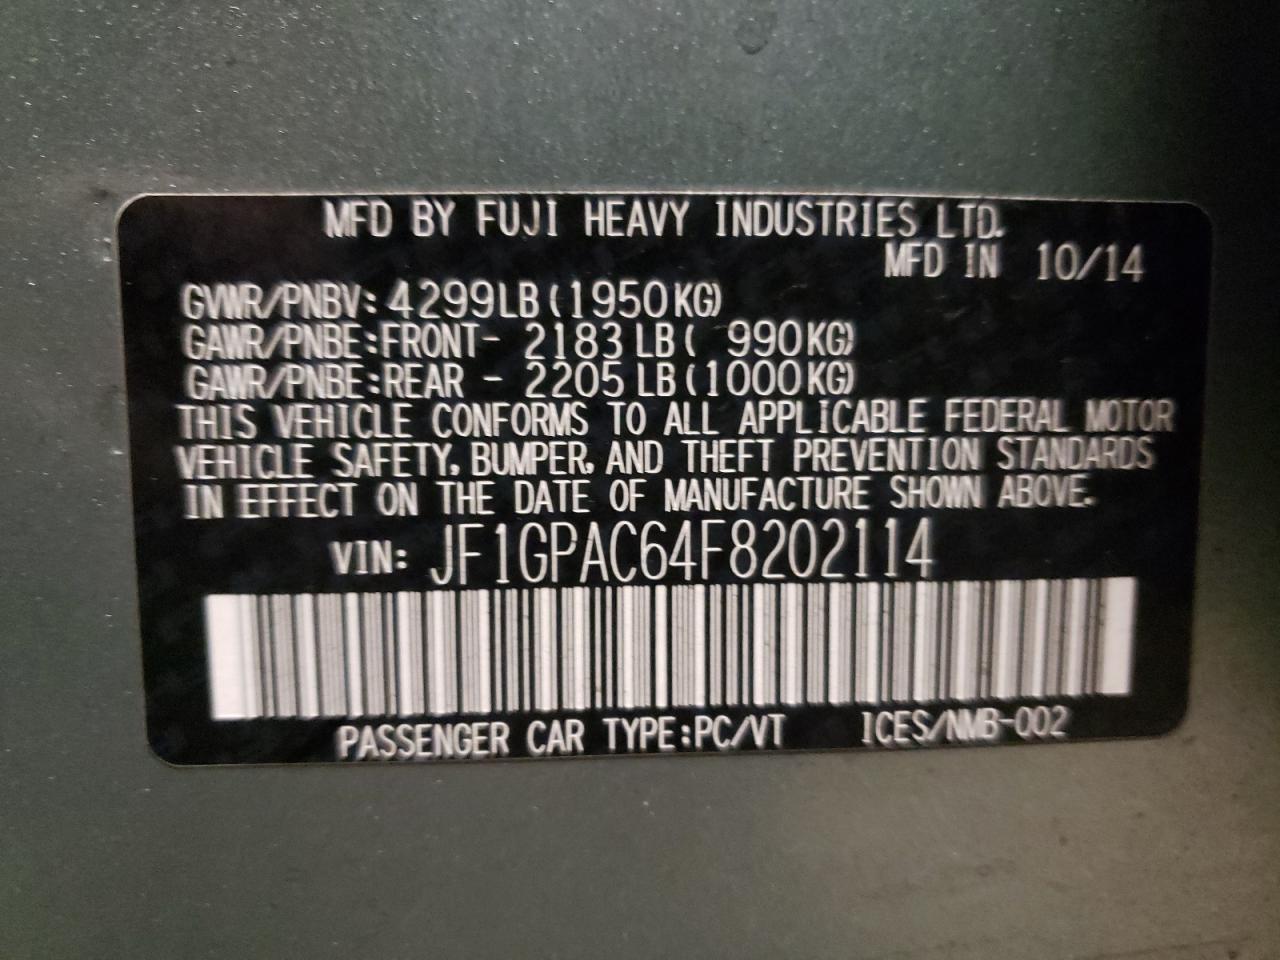 MFD BY FUJI HEAVY INDUSTRIES LTD.
MFD IN 10/14
GVWR/PNBV: 4299LB (1950KG)
GAWR/PNBE:FRONT- 2183 LB ( 990KG)
GAWR/PNBE:REAR - 2205 LB (1000KG)
THIS VEHICLE CONFORMS TO ALL APPLICABLE FEDERAL MOTOR
VEHICLE SAFETY, BUMPER, AND THEFT PREVENTION STANDARDS
IN EFFECT ON THE DATE OF MANUFACTURE SHOWN ABOVE.
VIN: JF1GPAC64F8202114
PASSENGER CAR TYPE:PC/VT ICES/NMB-002